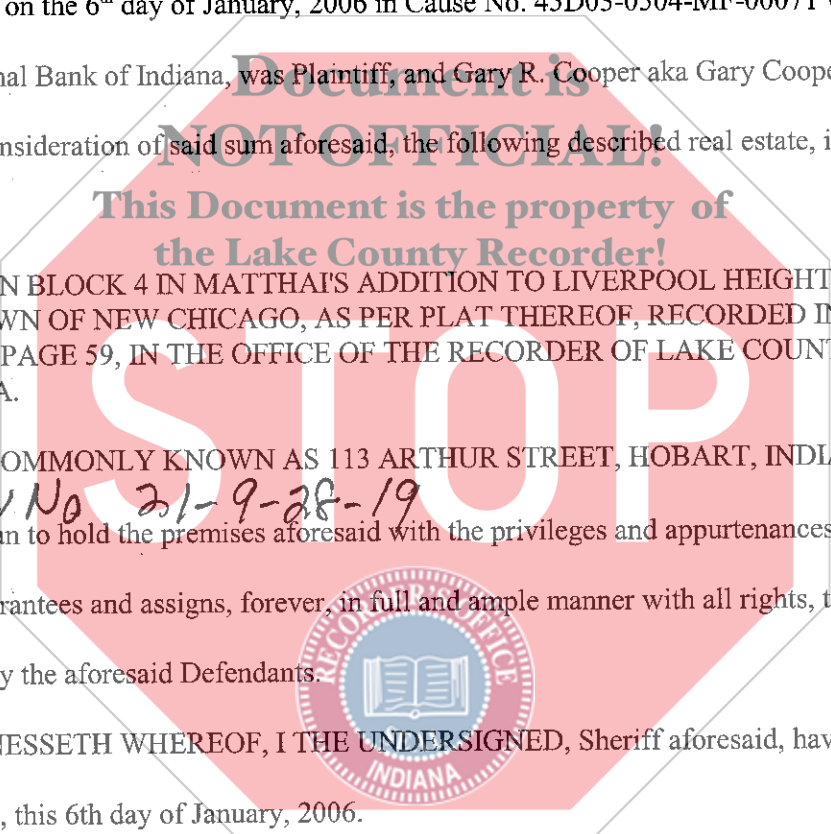 on the 6th day of January, 2006 in Cause No. 45D05-0504-MF-00071
nal Bank of Indiana, was Plaintiff, and Gary R. Cooper aka Gary Coope
Document is
nsideration of said sum aforesaid, the following described real estate, i
NOT OFFICIAL!
This Document is the property of
the Lake County Recorder!
N BLOCK 4 IN MATTHAI'S ADDITION TO LIVERPOOL HEIGHT
WN OF NEW CHICAGO, AS PER PLAT THEREOF, RECORDED IN
PAGE 59, IN THE OFFICE OF THE RECORDER OF LAKE COUNT
A.
STOP
OMMONLY KNOWN AS 113 ARTHUR STREET, HOBART, INDIA
No 21-9-28-19
an to hold the premises aforesaid with the privileges and appurtenances
rantees and assigns, forever, in full and ample manner with all rights, t
y the aforesaid Defendants.
RECORDER'S OFFICE
INDIANA
NESSETH WHEREOF, I THE UNDERSIGNED, Sheriff aforesaid, hav
, this 6th day of January, 2006.